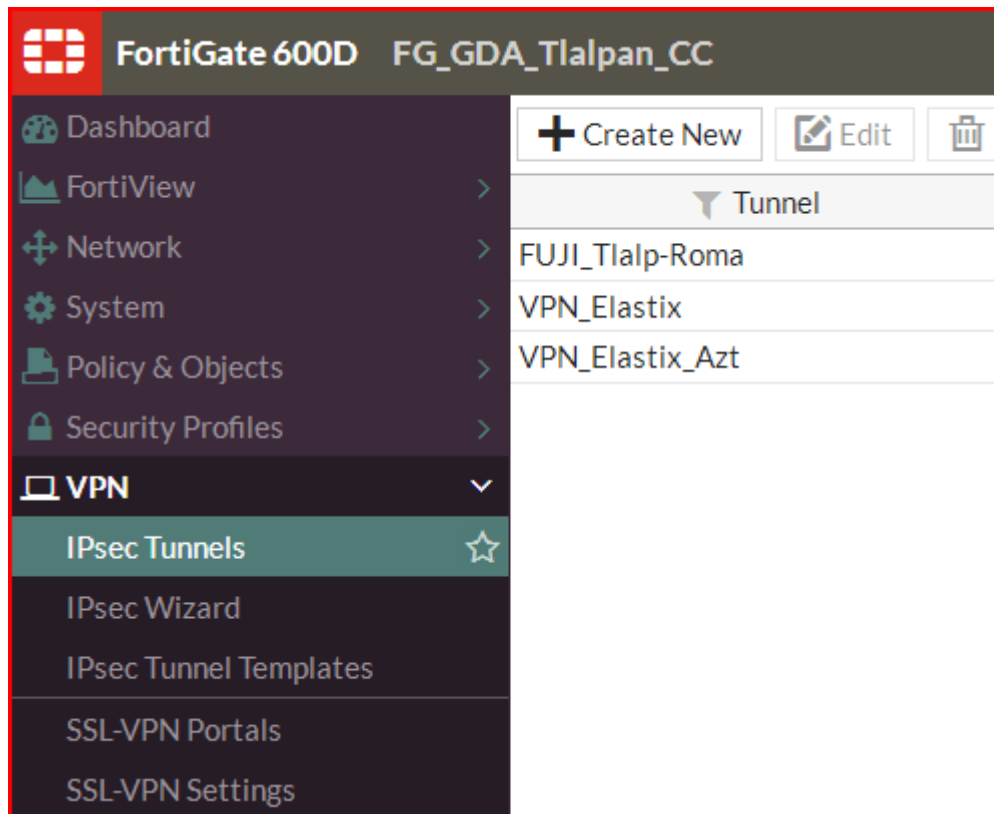 FortiGate 600D FG_GDA_Tlalpan_CC
Dashboard
FortiView
Network
System
Policy & Objects
Security Profiles
VPN
IPsec Tunnels
IPsec Wizard
IPsec Tunnel Templates
SSL-VPN Portals
SSL-VPN Settings
Create New Edit
Tunnel
FUJI_Tlalp-Roma
VPN_Elastix
VPN_Elastix_Azt